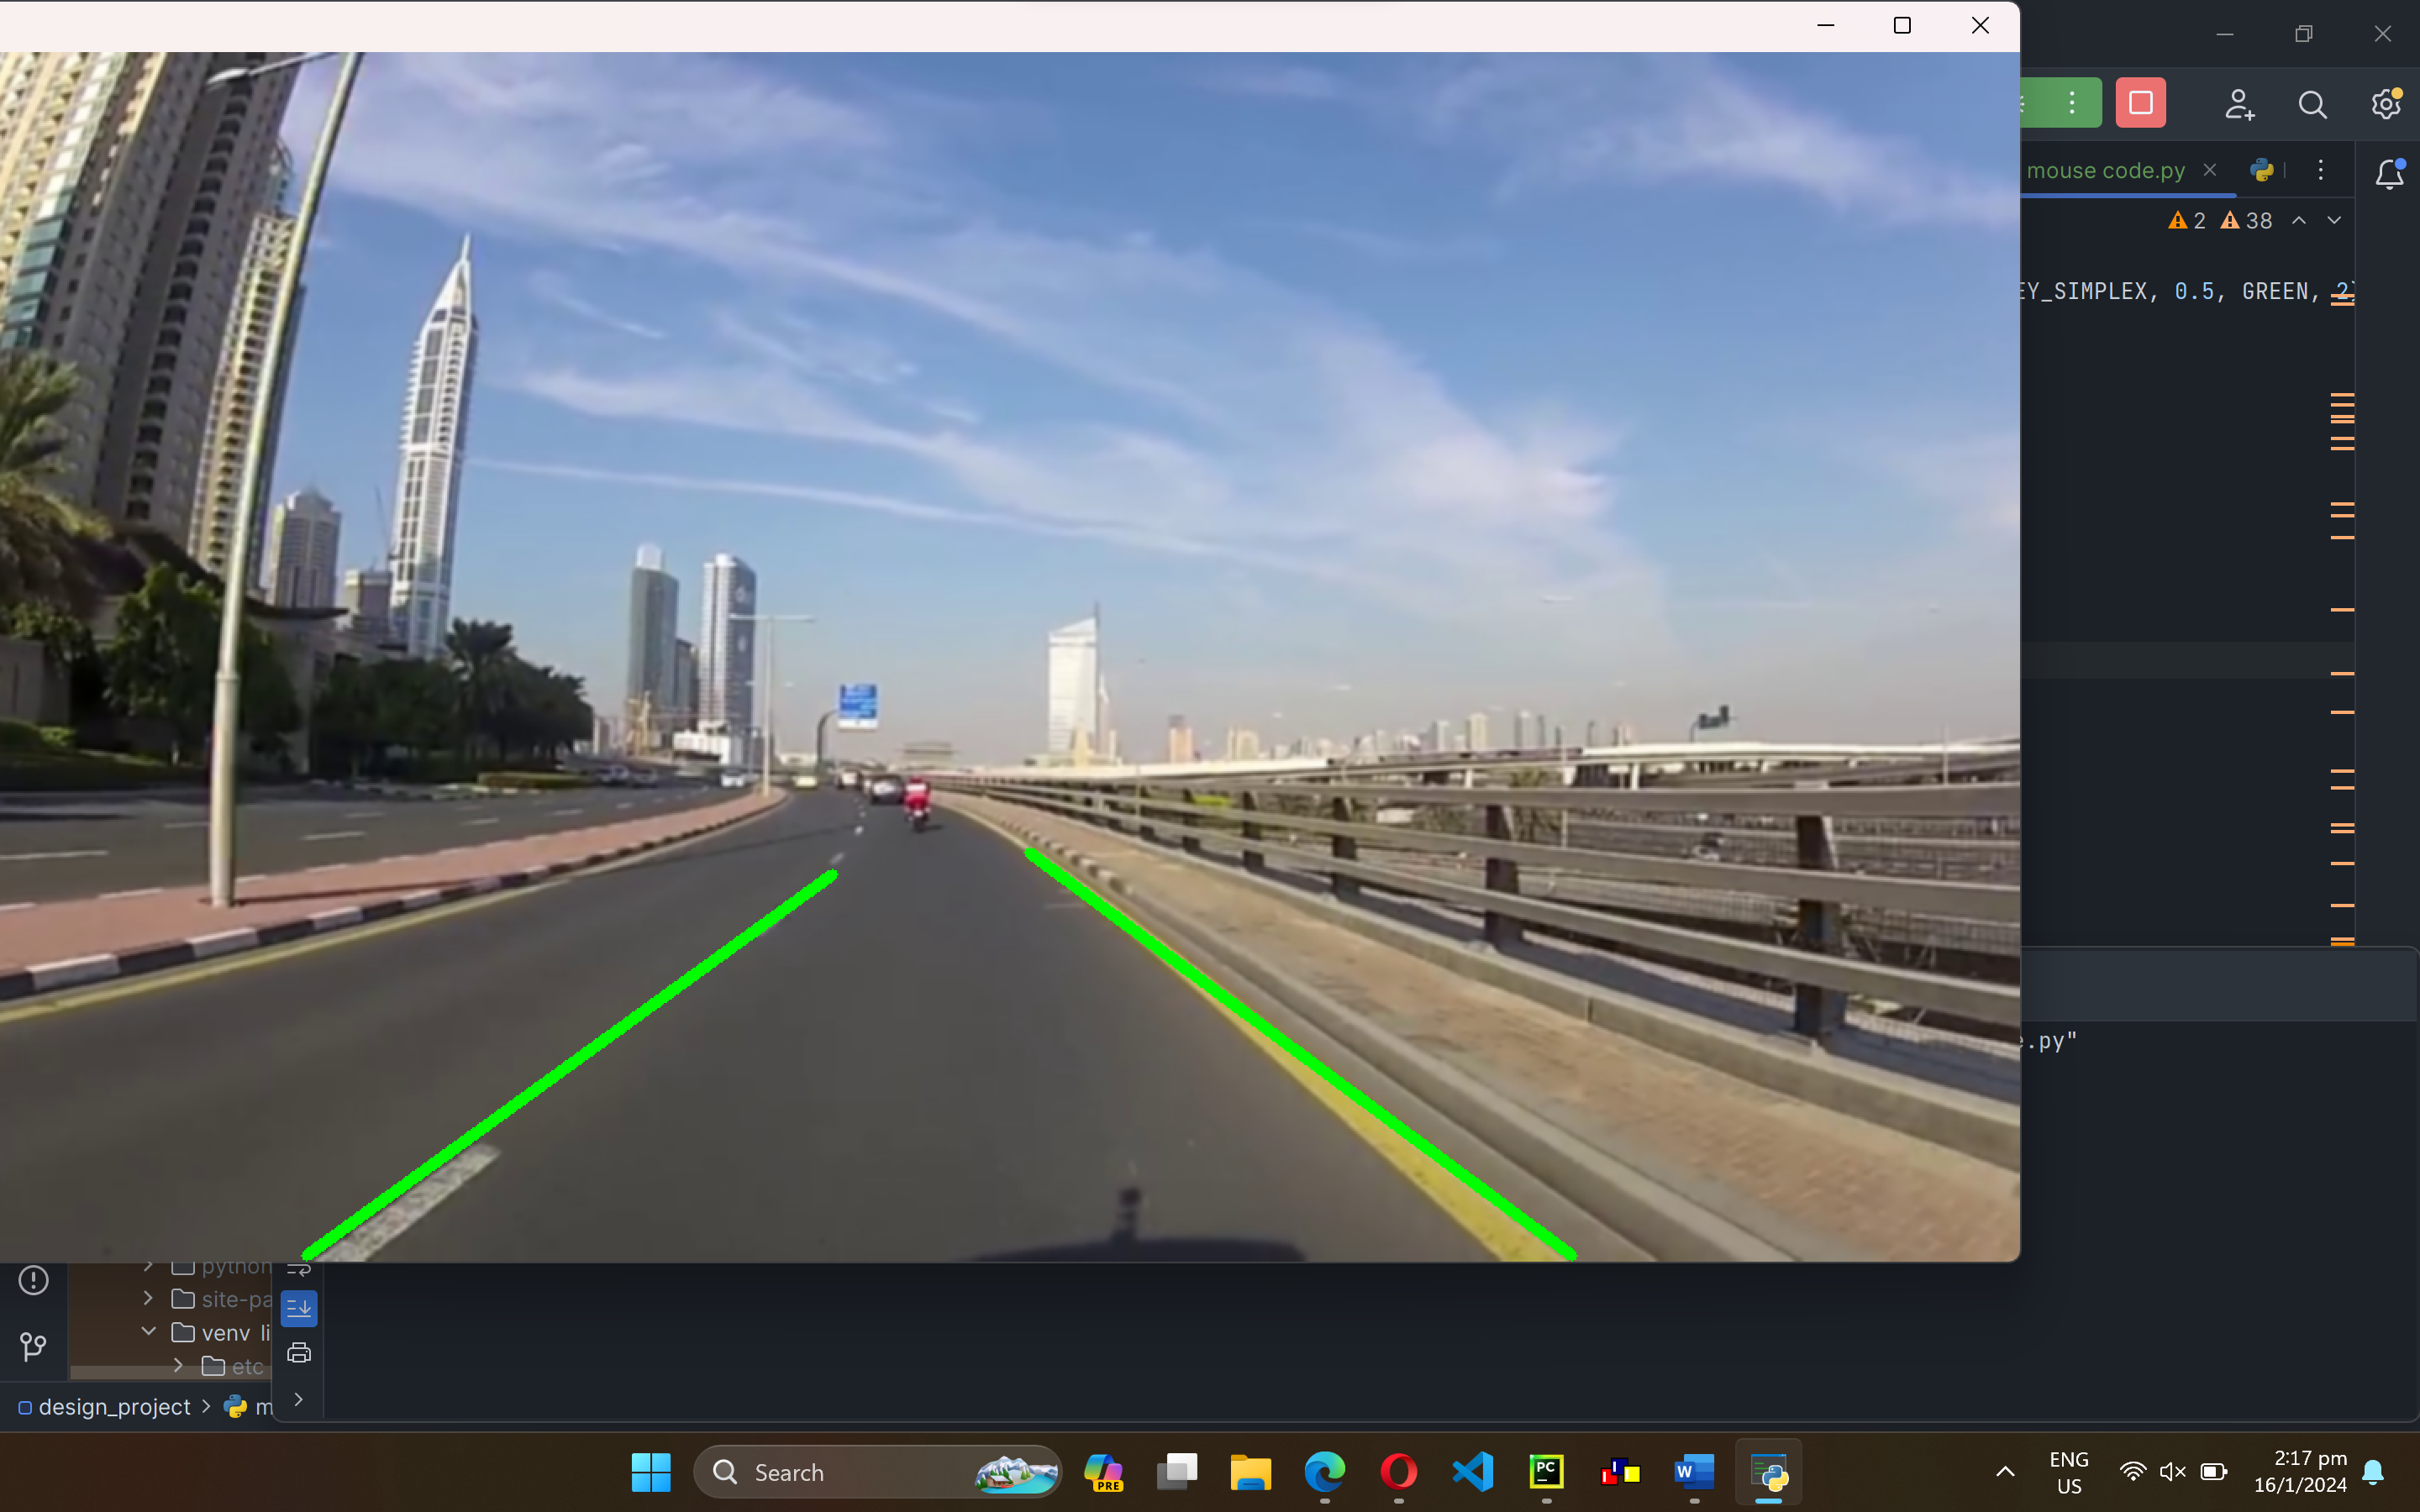 mouse code.py
2 38
EY_SIMPLEX, 0.5, GREEN, 2
e.py"
python
site-pa
venv li
etc
design_project > m
Search
PRE
PC
W
ENG
US
2:17 pm
16/1/2024